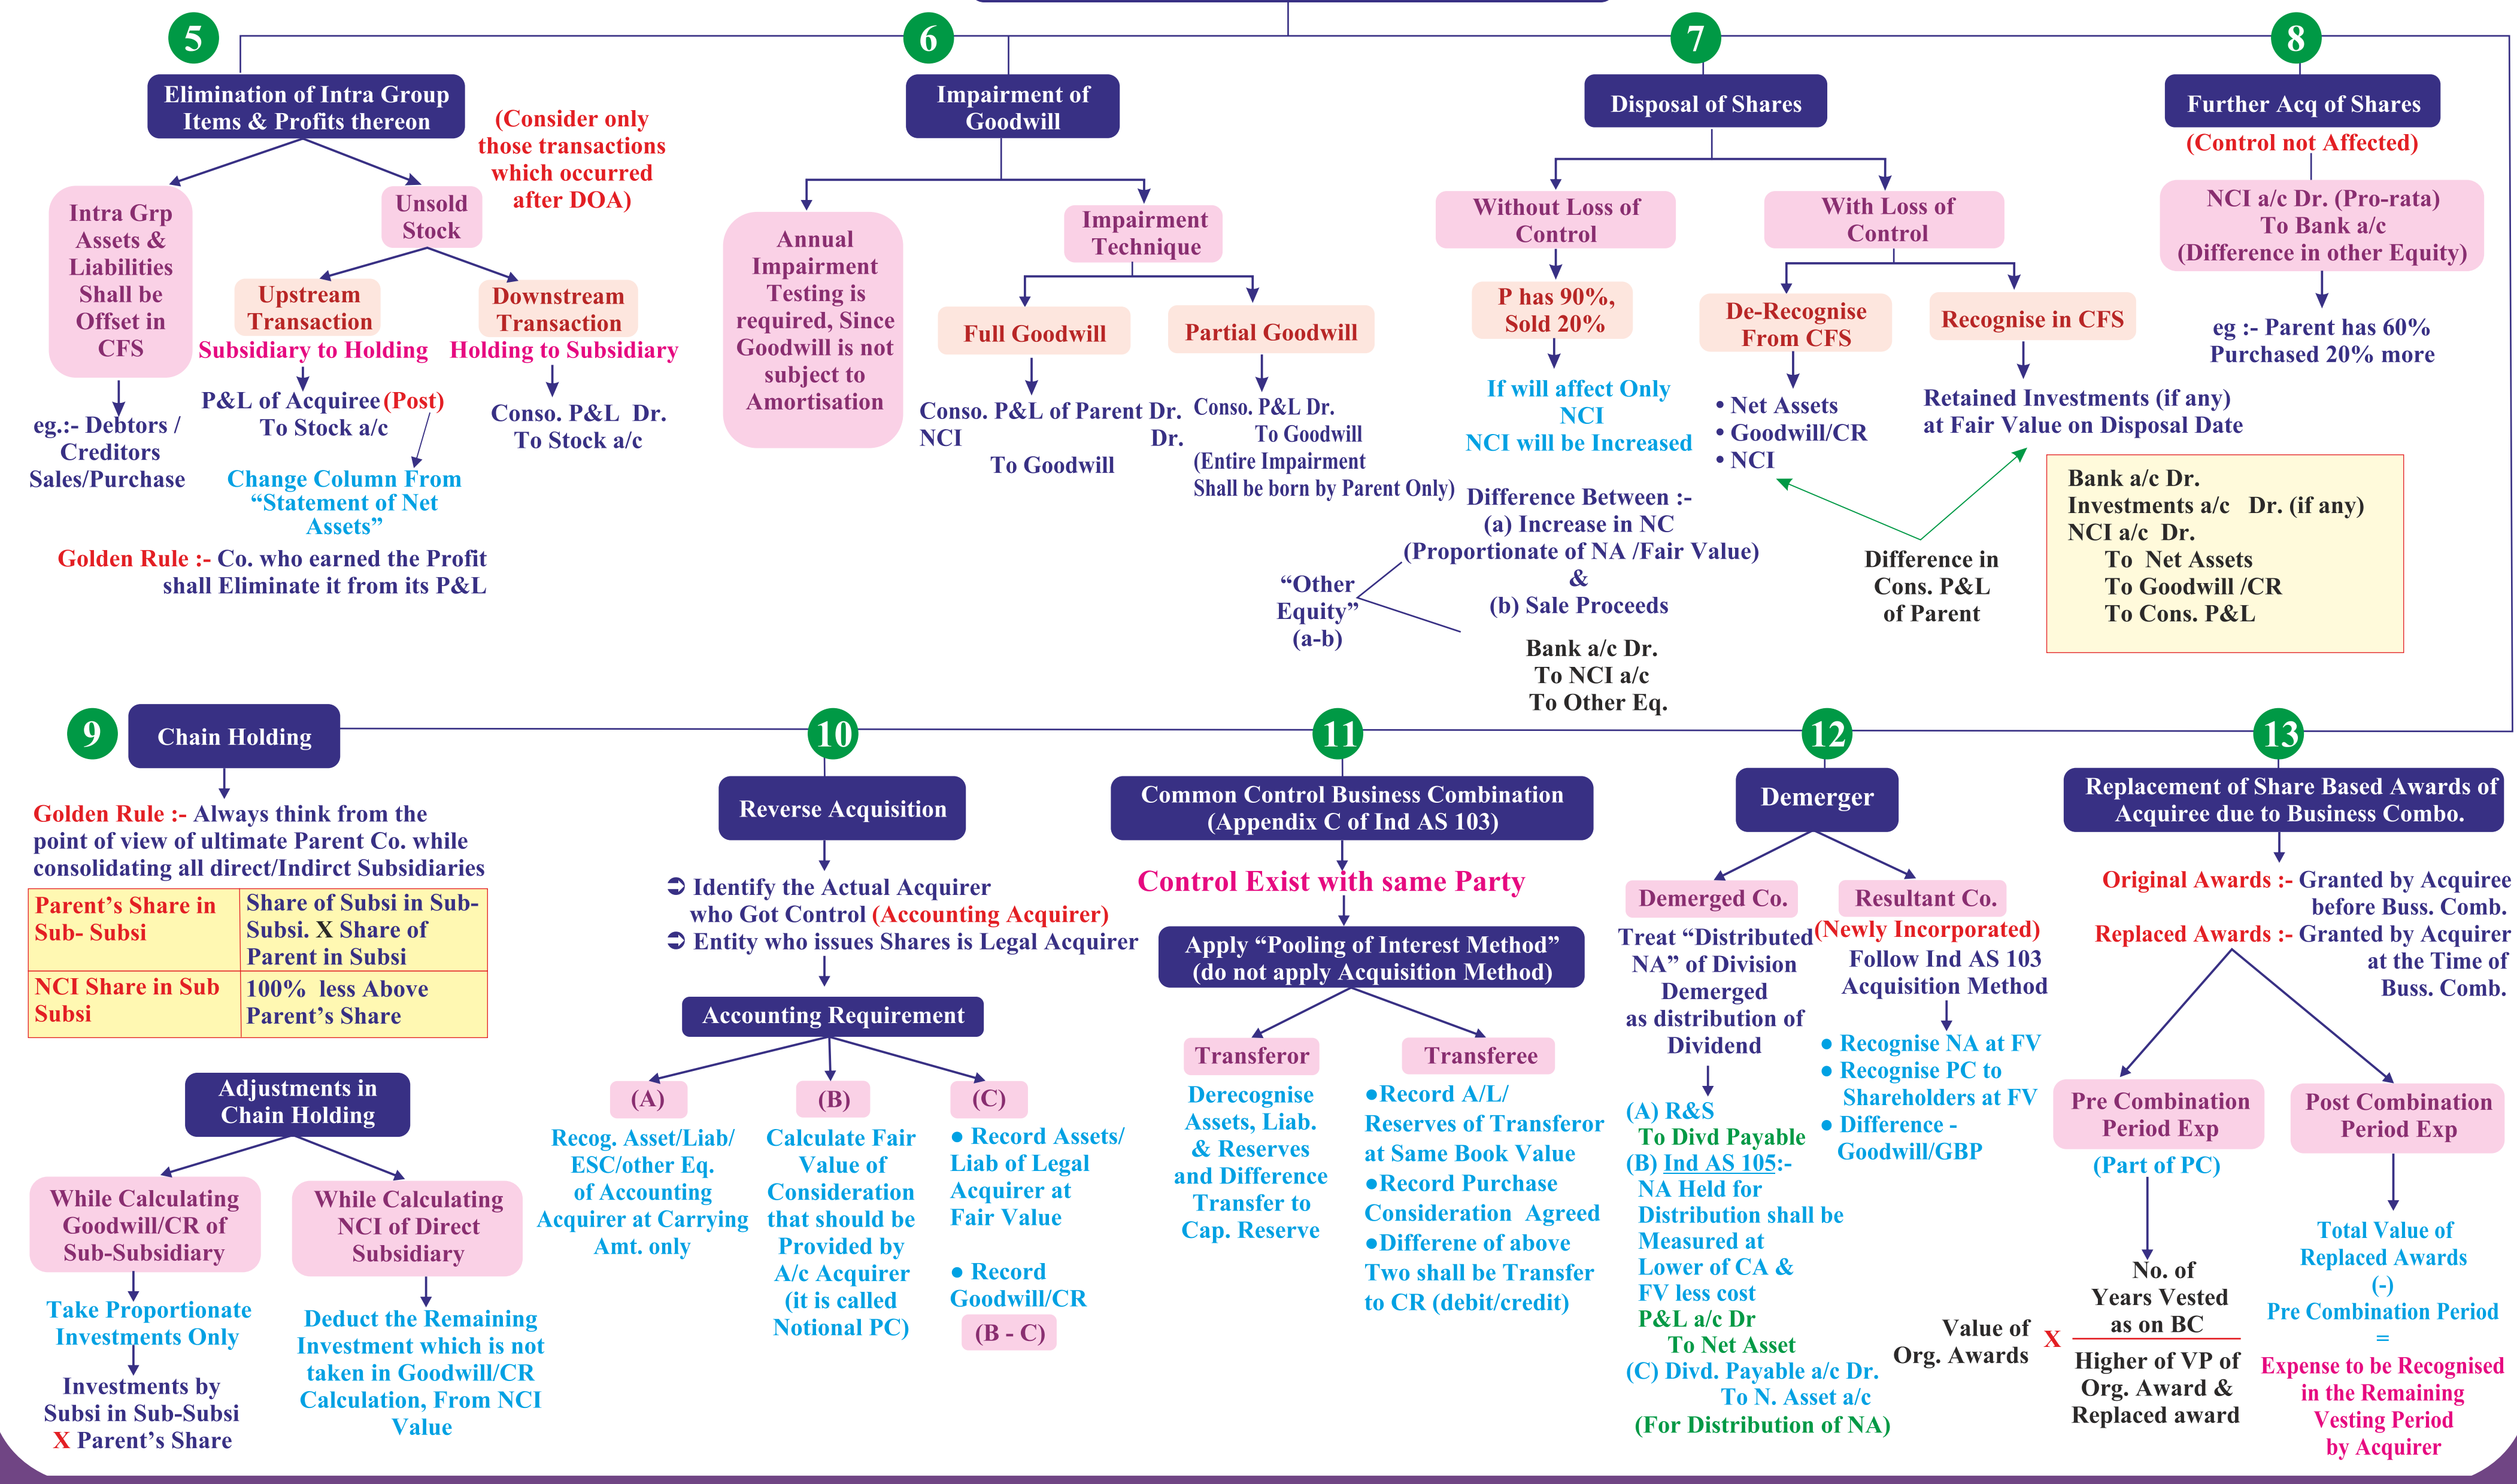 5
Elimination of Intra Group
Items & Profits thereon
(Consider only
those transactions
which occurred
after DOA)
Intra Grp
Assets &
Liabilities
Shall be
Offset in
CFS
eg.:- Debtors /
Creditors
Sales/Purchase
Unsold
Stock
Upstream
Transaction
Subsidiary to Holding
P&L of Acquiree (Post)
To Stock a/c
Change Column From
“Statement of Net
Assets”
Downstream
Transaction
Holding to Subsidiary
Conso. P&L Dr.
To Stock a/c
Golden Rule :- Co. who earned the Profit
shall Eliminate it from its P&L
6
Impairment of
Goodwill
Annual
Impairment
Testing is
required, Since
Goodwill is not
subject to
Amortisation
Impairment
Technique
Full Goodwill
Conso. P&L of Parent Dr.
NCI Dr.
To Goodwill
Partial Goodwill
Conso. P&L Dr.
To Goodwill
(Entire Impairment
Shall be born by Parent Only)
7
Disposal of Shares
Without Loss of
Control
P has 90%,
Sold 20%
If will affect Only
NCI
NCI will be Increased
Difference Between :-
(a) Increase in NC
(Proportionate of NA /Fair Value)
&
(b) Sale Proceeds
“Other
Equity”
(a-b)
Bank a/c Dr.
To NCI a/c
To Other Eq.
With Loss of
Control
De-Recognise
From CFS
• Net Assets
• Goodwill/CR
• NCI
Recognise in CFS
Retained Investments (if any)
at Fair Value on Disposal Date
Difference in
Cons. P&L
of Parent
Bank a/c Dr.
Investments a/c Dr. (if any)
NCI a/c Dr.
To Net Assets
To Goodwill /CR
To Cons. P&L
8
Further Acq of Shares
(Control not Affected)
NCI a/c Dr. (Pro-rata)
To Bank a/c
(Difference in other Equity)
eg :- Parent has 60%
Purchased 20% more
9
Chain Holding
Golden Rule :- Always think from the
point of view of ultimate Parent Co. while
consolidating all direct/Indirct Subsidiaries
Parent’s Share in
Sub- Subsi
Share of Subsi in Sub-
Subsi. X Share of
Parent in Subsi
NCI Share in Sub
Subsi
100% less Above
Parent’s Share
Adjustments in
Chain Holding
While Calculating
Goodwill/CR of
Sub-Subsidiary
Take Proportionate
Investments Only
Investments by
Subsi in Sub-Subsi
X Parent’s Share
While Calculating
NCI of Direct
Subsidiary
Deduct the Remaining
Investment which is not
taken in Goodwill/CR
Calculation, From NCI
Value
10
Reverse Acquisition
➲ Identify the Actual Acquirer
who Got Control (Accounting Acquirer)
➲ Entity who issues Shares is Legal Acquirer
Accounting Requirement
(A)
Recog. Asset/Liab/
ESC/other Eq.
of Accounting
Acquirer at Carrying
Amt. only
(B)
Calculate Fair
Value of
Consideration
that should be
Provided by
A/c Acquirer
(it is called
Notional PC)
(C)
● Record Assets/
Liab of Legal
Acquirer at
Fair Value
● Record
Goodwill/CR
(B - C)
11
Common Control Business Combination
(Appendix C of Ind AS 103)
Control Exist with same Party
Apply “Pooling of Interest Method”
(do not apply Acquisition Method)
Transferor
Derecognise
Assets, Liab.
& Reserves
and Difference
Transfer to
Cap. Reserve
Transferee
●Record A/L/
Reserves of Transferor
at Same Book Value
●Record Purchase
Consideration Agreed
●Differene of above
Two shall be Transfer
to CR (debit/credit)
12
Demerger
Demerged Co.
Treat “Distributed
NA” of Division
Demerged
as distribution of
Dividend
(A) R&S
To Divd Payable
(B) Ind AS 105:-
NA Held for
Distribution shall be
Measured at
Lower of CA &
FV less cost
P&L a/c Dr
To Net Asset
(C) Divd. Payable a/c Dr.
To N. Asset a/c
(For Distribution of NA)
Resultant Co.
(Newly Incorporated)
Follow Ind AS 103
Acquisition Method
● Recognise NA at FV
● Recognise PC to
Shareholders at FV
● Difference -
Goodwill/GBP
13
Replacement of Share Based Awards of
Acquiree due to Business Combo.
Original Awards :- Granted by Acquiree
before Buss. Comb.
Replaced Awards :- Granted by Acquirer
at the Time of
Buss. Comb.
Pre Combination
Period Exp
(Part of PC)
Value of
Org. Awards
X
No. of
Years Vested
as on BC
Higher of VP of
Org. Award &
Replaced award
Post Combination
Period Exp
Total Value of
Replaced Awards
(-)
Pre Combination Period
=
Expense to be Recognised
in the Remaining
Vesting Period
by Acquirer